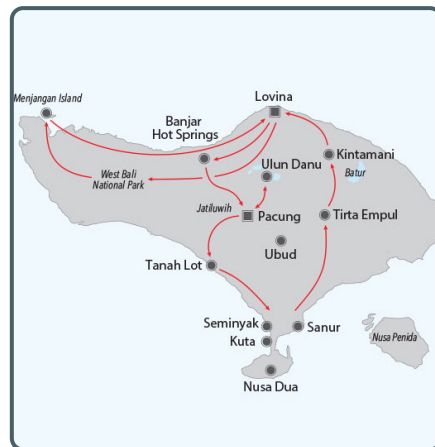 Menjangan Island
Lovina
Banjar
Hot Springs
Kintamani
Ulun Danu
Batur
West Bali
National Park
Jatiluwih
Pacung
Tirta Empul
Ubud
Tanah Lot
Seminyak
Sanur
Kuta
Nusa Penida
Nusa Dua